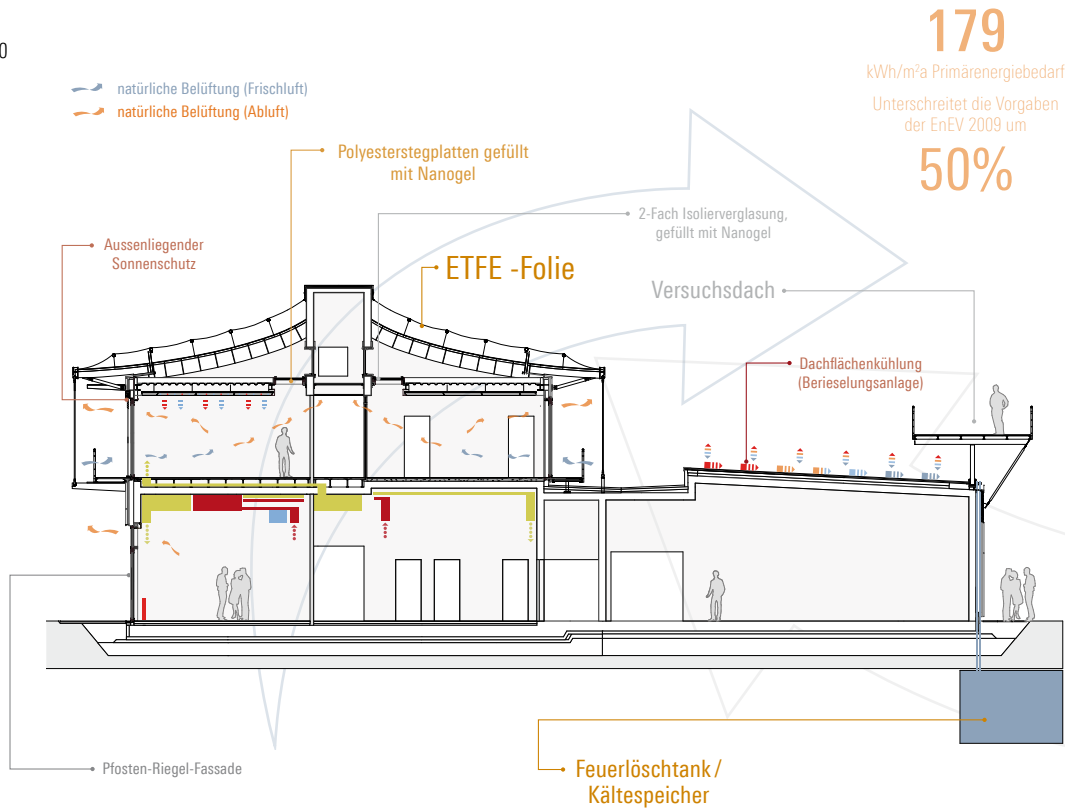 0
179
kWh/m²a Primärenergiebedarf
Unterschreitet die Vorgaben
der EnEV 2009 um
50%
natürliche Belüftung (Frischluft)
natürliche Belüftung (Abluft)
Polyesterstegplatten gefüllt
mit Nanogel
2-Fach Isolierverglasung,
gefüllt mit Nanogel
Aussenliegender
Sonnenschutz
ETFE -Folie
Versuchsdach
Dachflächenkühlung
(Berieselungsanlage)
Pfosten-Riegel-Fassade
Feuerlöschtank /
Kältespeicher